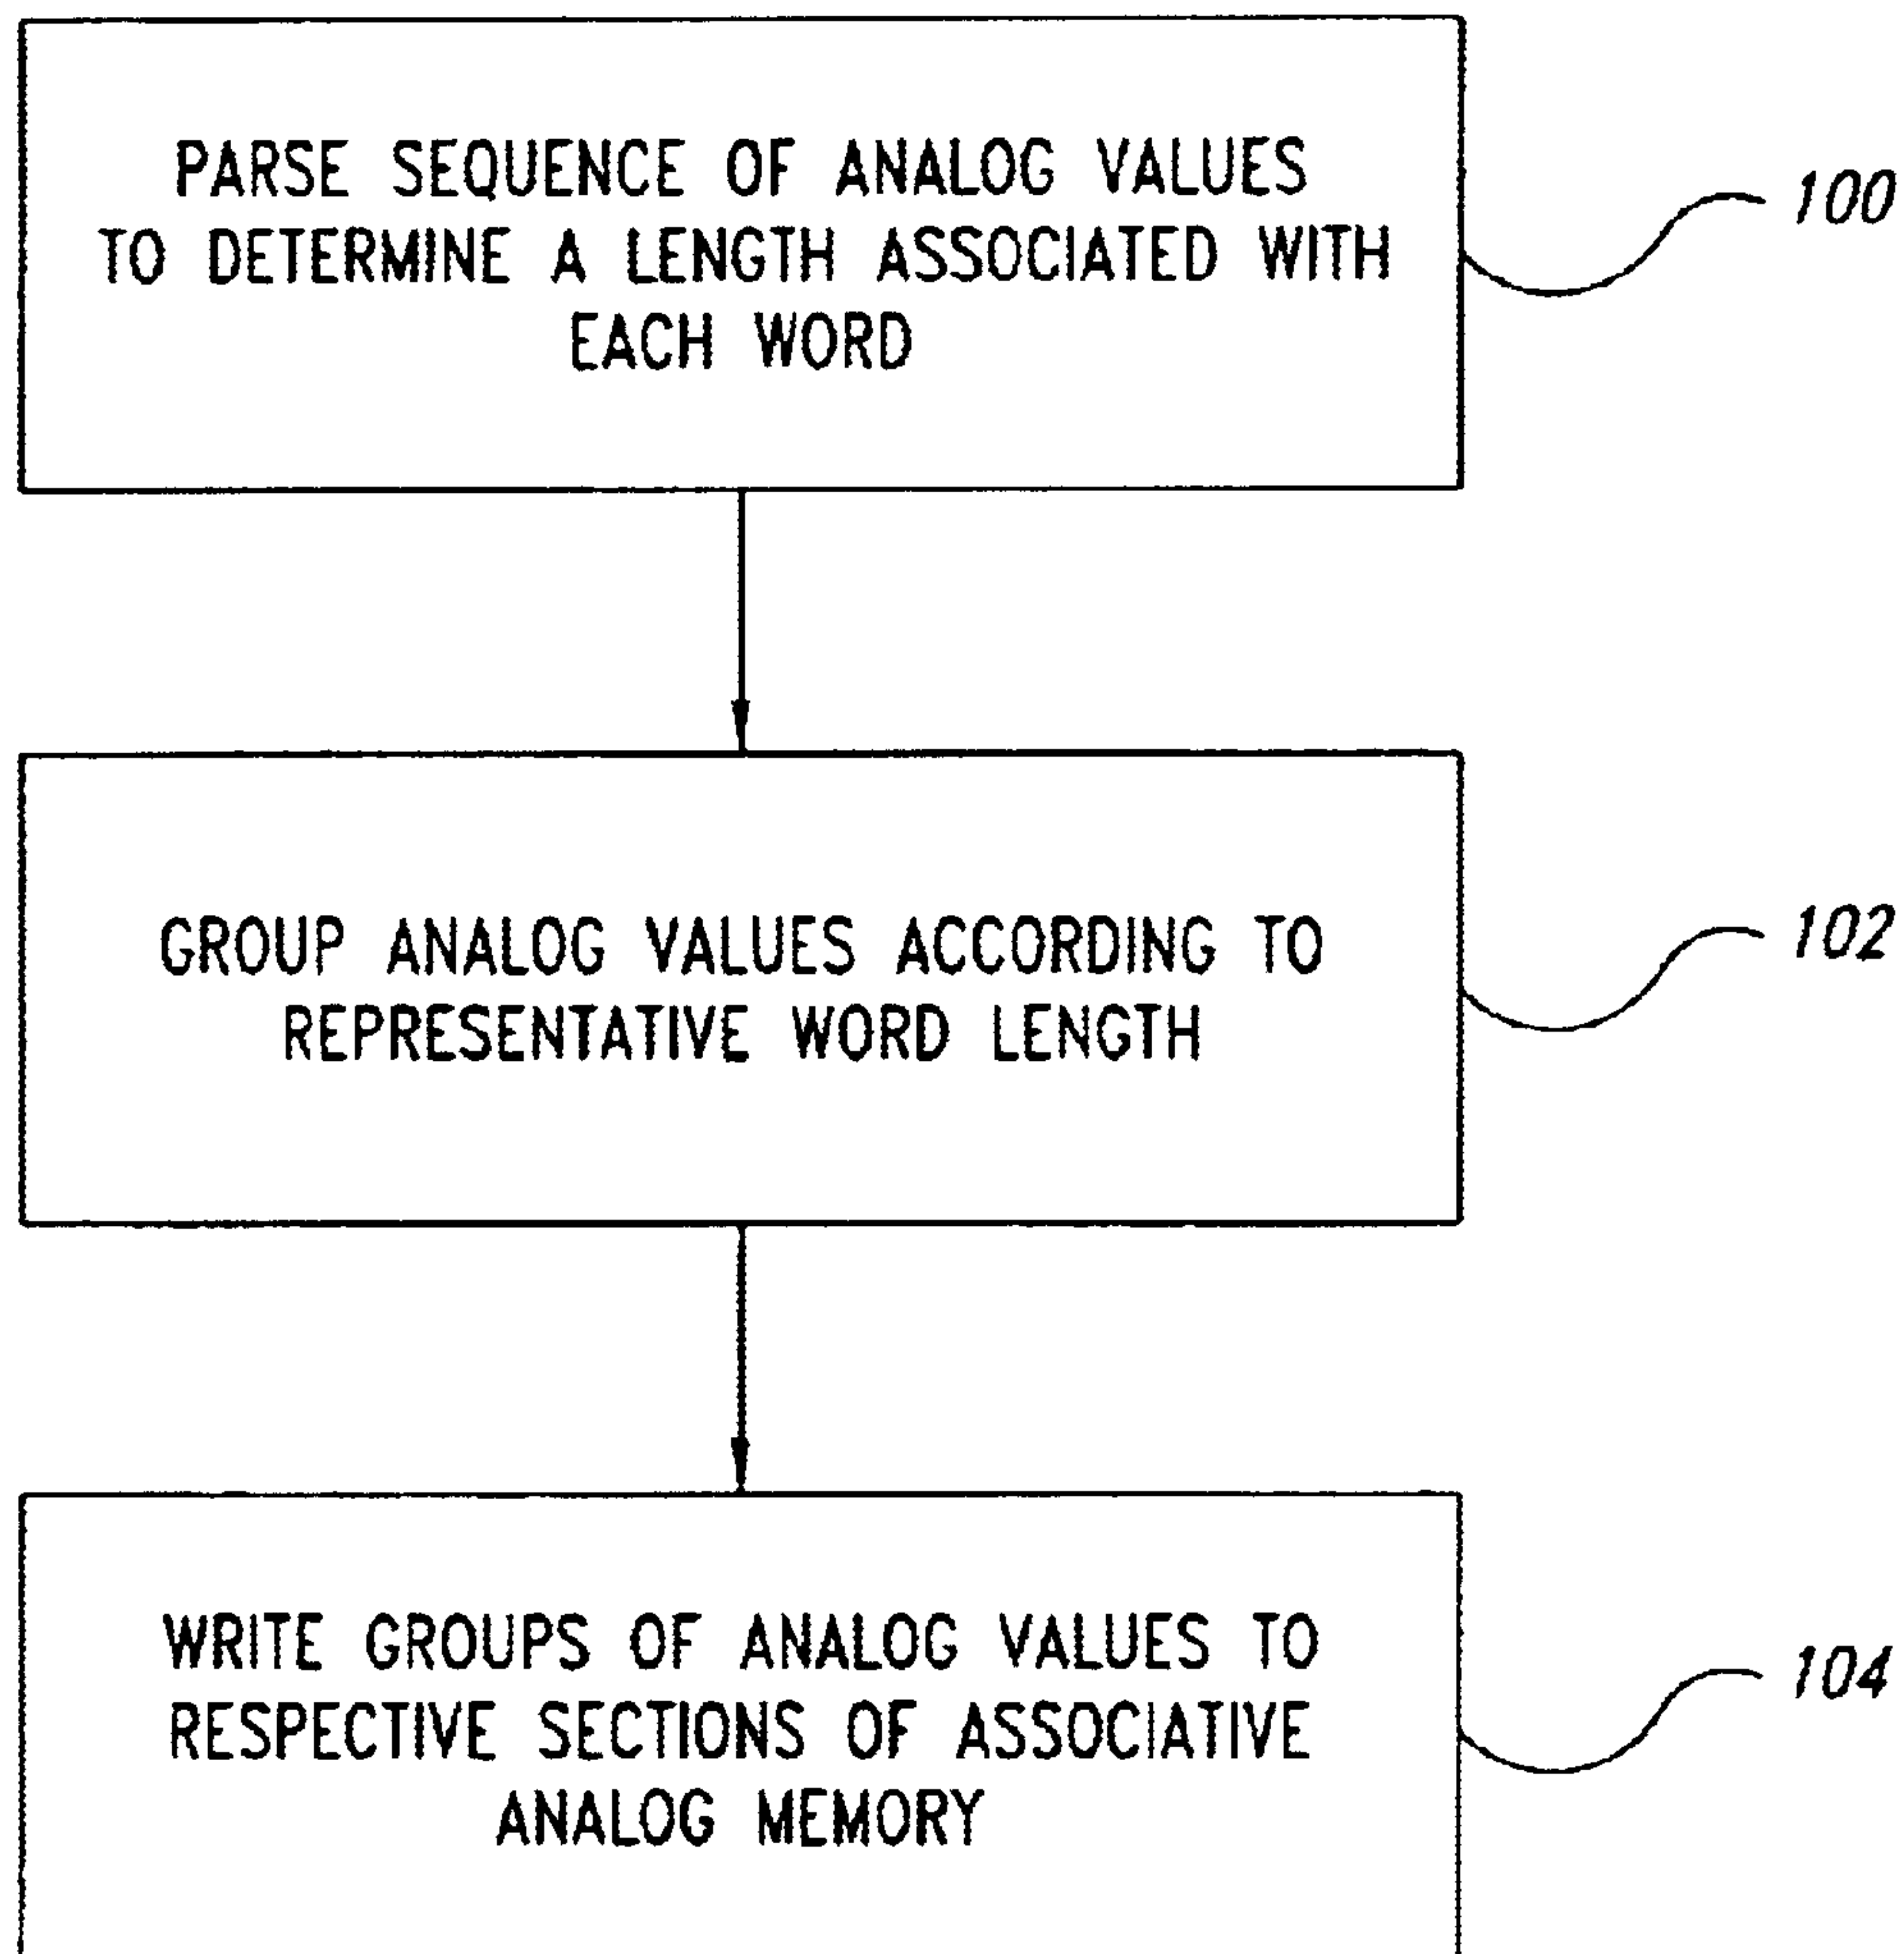 PARSE SEQUENCE OF ANALOG VALUES
TO DETERMINE A LENGTH ASSOCIATED WITH
EACH WORD
100
GROUP ANALOG VALUES ACCORDING TO
REPRESENTATIVE WORD LENGTH
102
WRITE GROUPS OF ANALOG VALUES TO
RESPECTIVE SECTIONS OF ASSOCIATIVE
ANALOG MEMORY
104